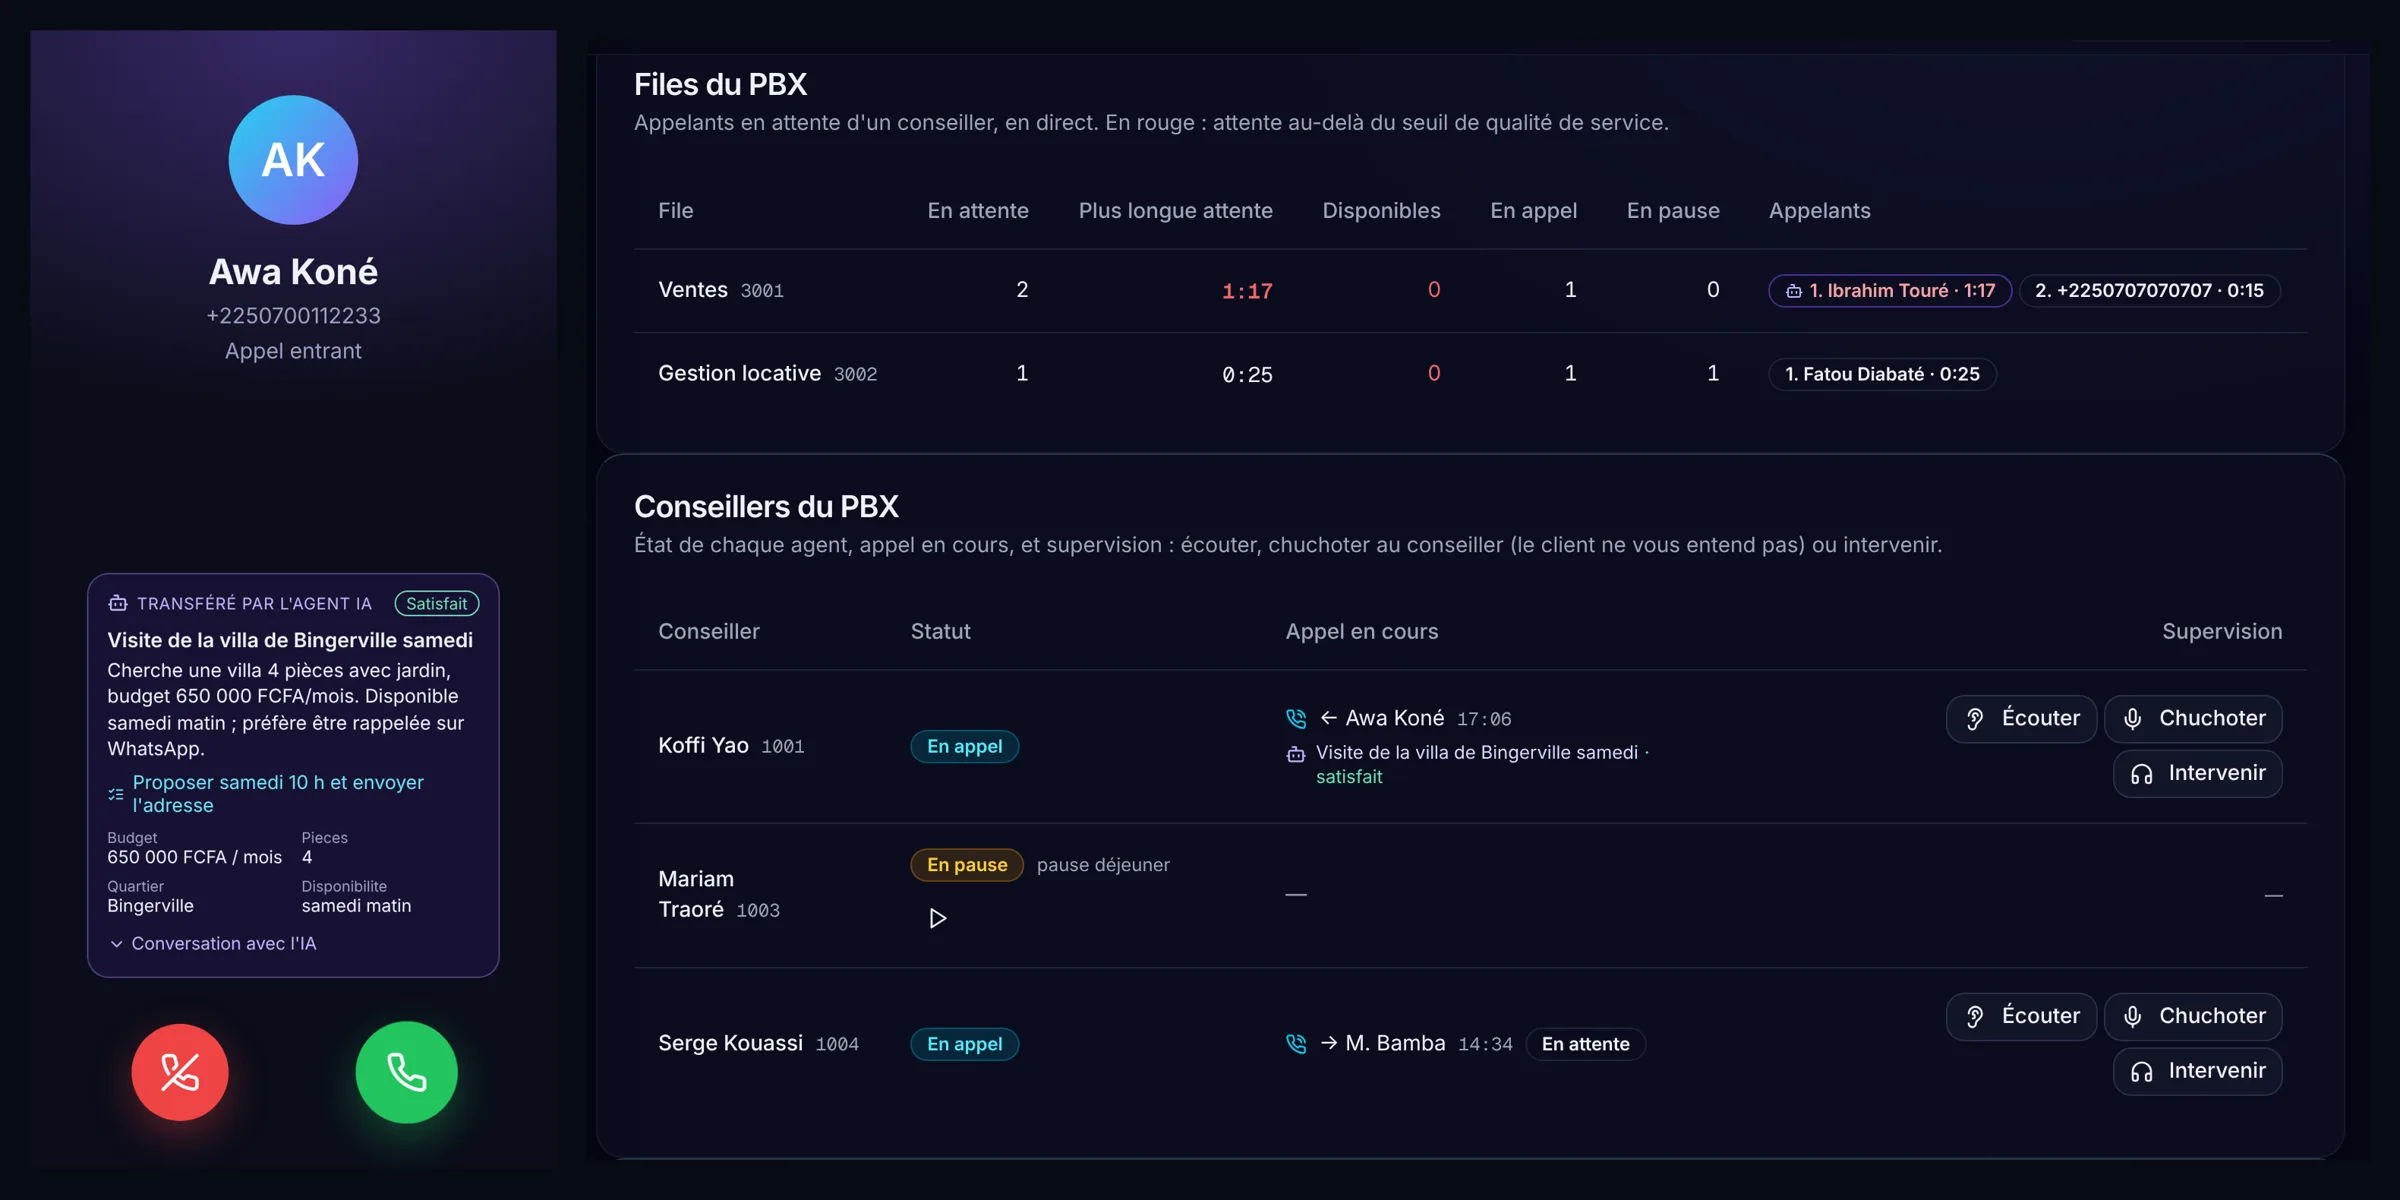 AK
Awa Koné
+2250700112233
Appel entrant
TRANSFÉRÉ PAR L'AGENT IA Satisfait
Visite de la villa de Bingerville samedi
Cherche une villa 4 pièces avec jardin,
budget 650 000 FCFA/mois. Disponible
samedi matin ; préfère être rappelée sur
WhatsApp.
Proposer samedi 10 h et envoyer
l'adresse
Budget Pieces
650 000 FCFA / mois 4
Quartier Disponibilite
Bingerville samedi matin
Conversation avec l'IA
Files du PBX
Appelants en attente d'un conseiller, en direct. En rouge : attente au-delà du seuil de qualité de service.
File En attente Plus longue attente Disponibles En appel En pause Appelants
Ventes 3001 2 1:17 0 1 0 1. Ibrahim Touré · 1:17 2. +2250707070707 · 0:15
Gestion locative 3002 1 0:25 0 1 1 1. Fatou Diabaté · 0:25
Conseillers du PBX
État de chaque agent, appel en cours, et supervision : écouter, chuchoter au conseiller (le client ne vous entend pas) ou intervenir.
Conseiller Statut Appel en cours Supervision
Koffi Yao 1001 En appel ← Awa Koné 17:06 Écouter Chuchoter
Visite de la villa de Bingerville samedi ·
satisfait
Intervenir
Mariam
Traoré 1003
En pause pause déjeuner
— —
Serge Kouassi 1004 En appel → M. Bamba 14:34 En attente Écouter Chuchoter
Intervenir